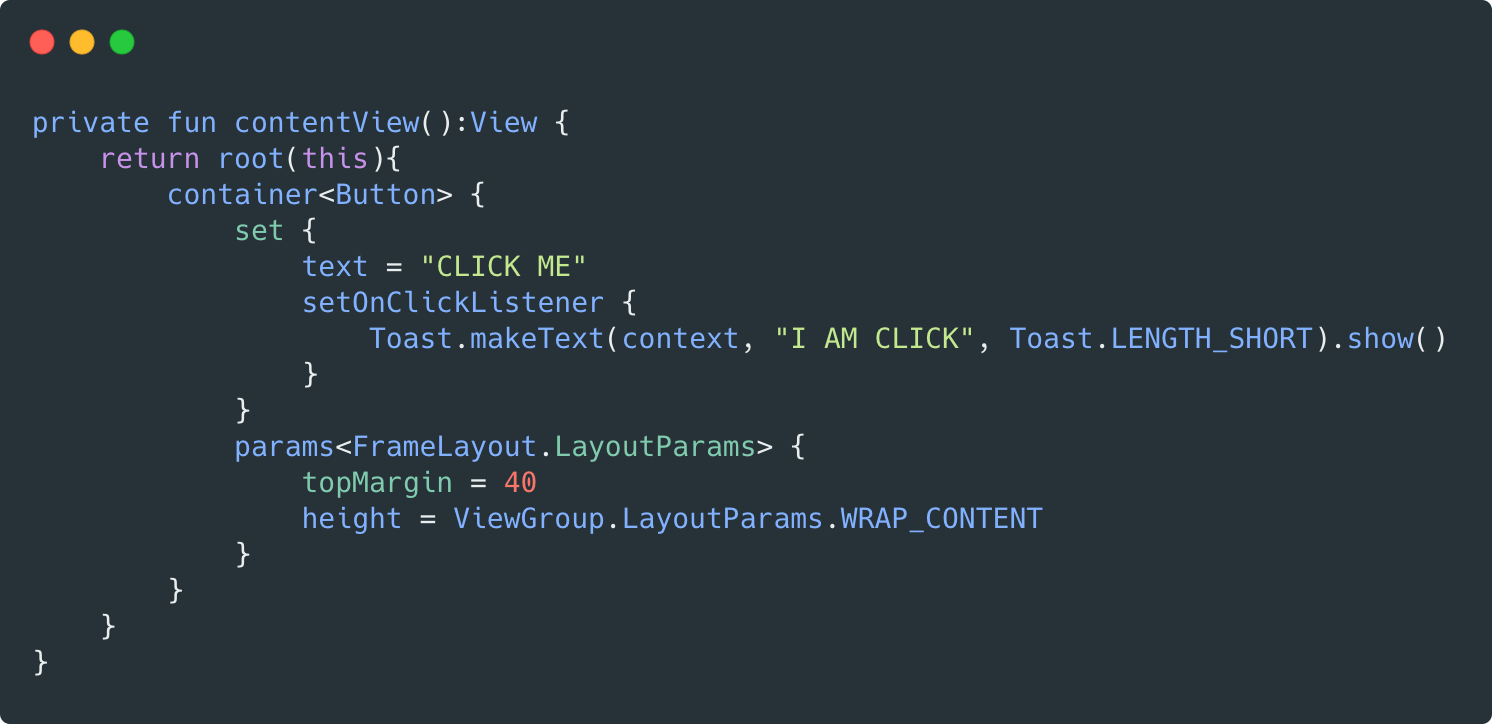 private fun contentView():View {
    return root(this){
        container<Button> {
            set {
                text = "CLICK ME"
                setOnClickListener {
                    Toast.makeText(context, "I AM CLICK", Toast.LENGTH_SHORT).show()
                }
            }
            params<FrameLayout.LayoutParams> {
                topMargin = 40
                height = ViewGroup.LayoutParams.WRAP_CONTENT
            }
        }
    }
}